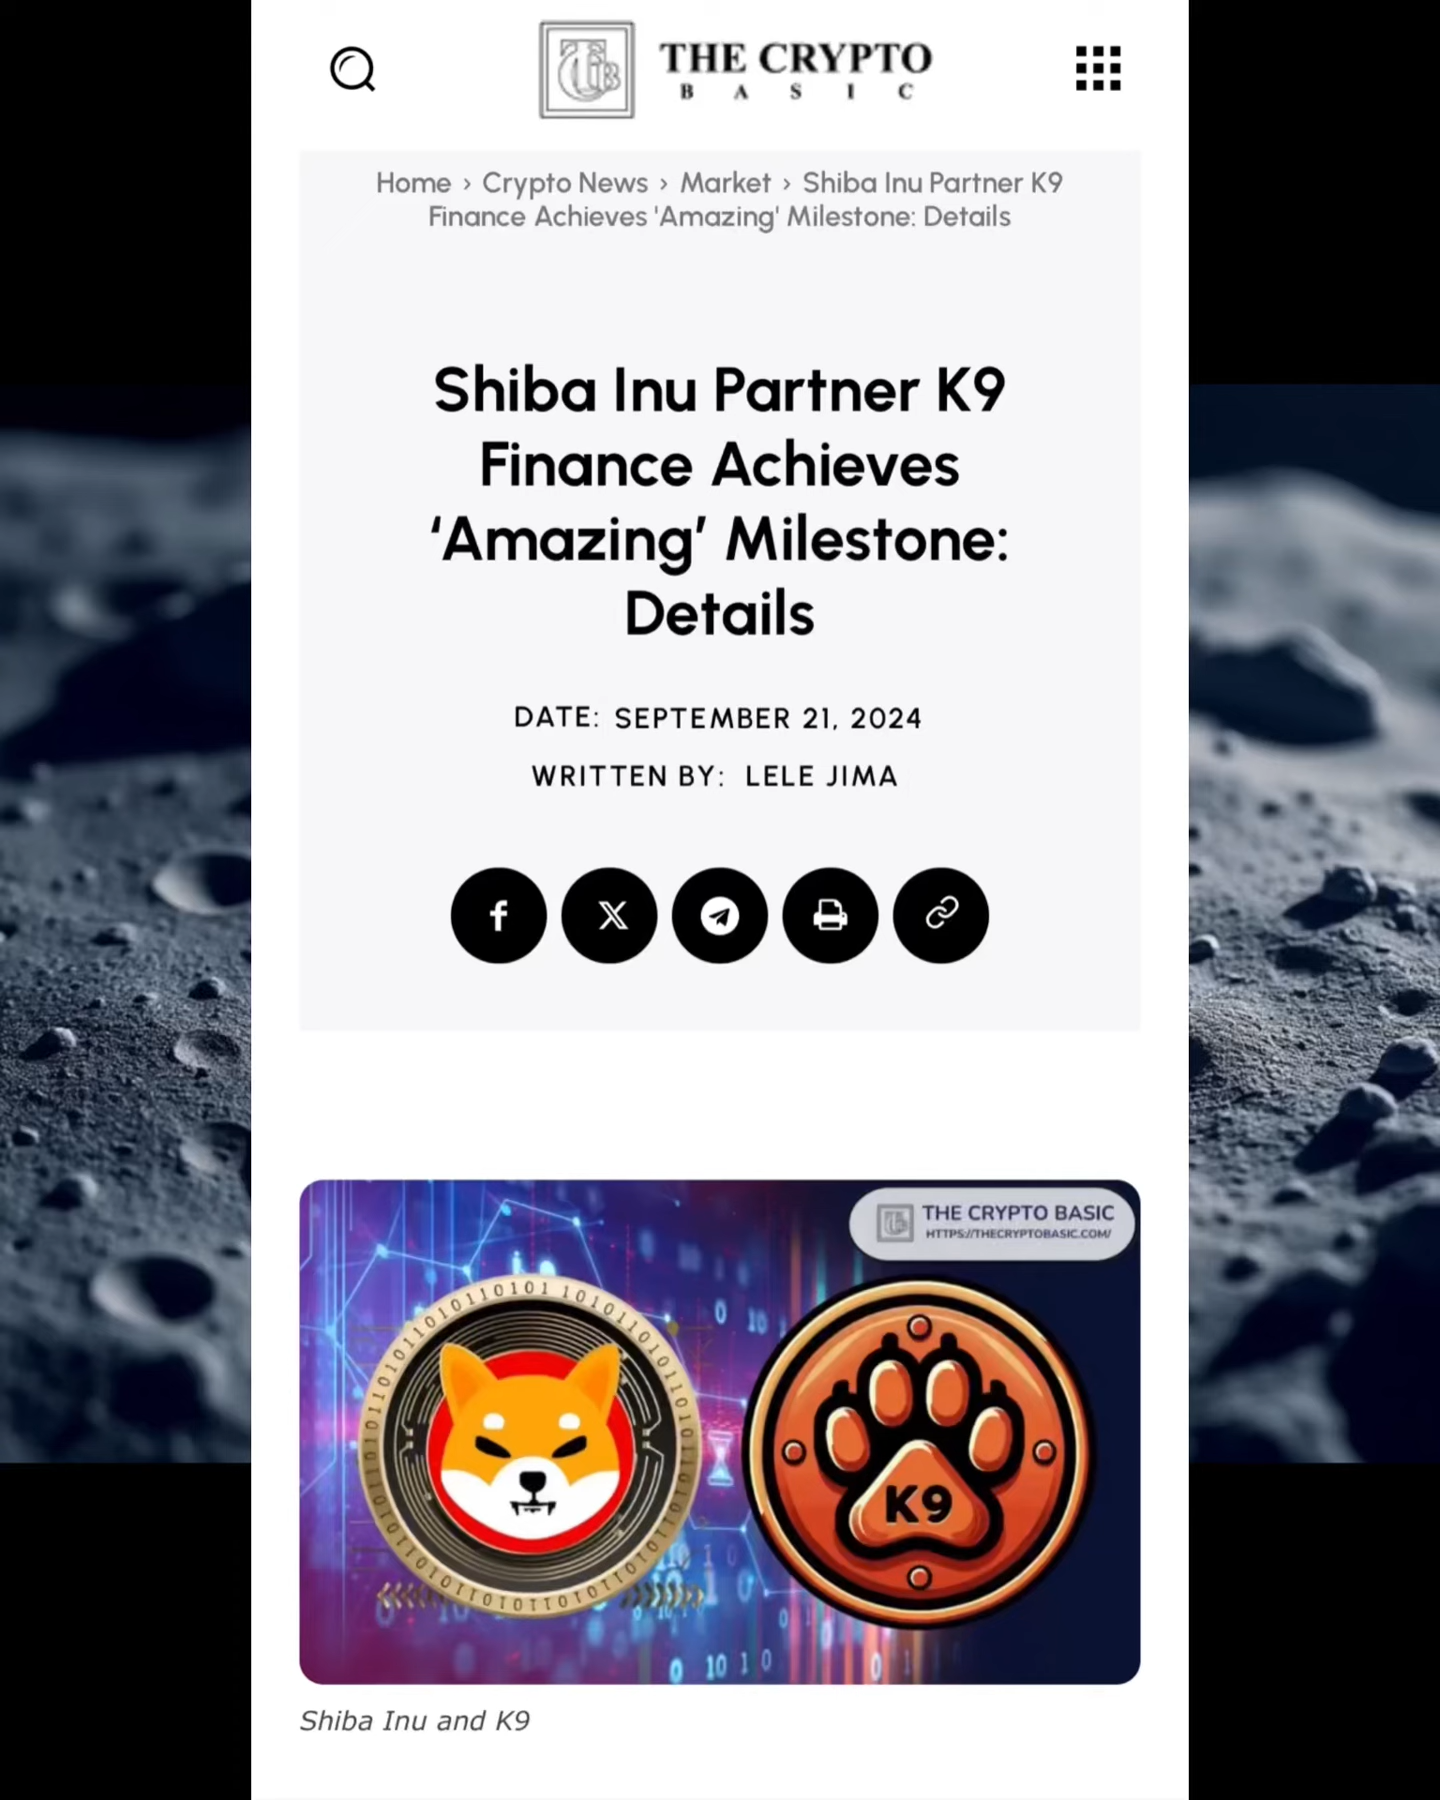 THE CRYPTO
BASIC
Home › Crypto News › Market › Shiba Inu Partner K9
Finance Achieves 'Amazing' Milestone: Details
Shiba Inu Partner K9
Finance Achieves
‘Amazing’ Milestone:
Details
DATE: SEPTEMBER 21, 2024
WRITTEN BY: LELE JIMA
THE CRYPTO BASIC
HTTPS://THECRYPTOBASIC.COM/
K9
Shiba Inu and K9